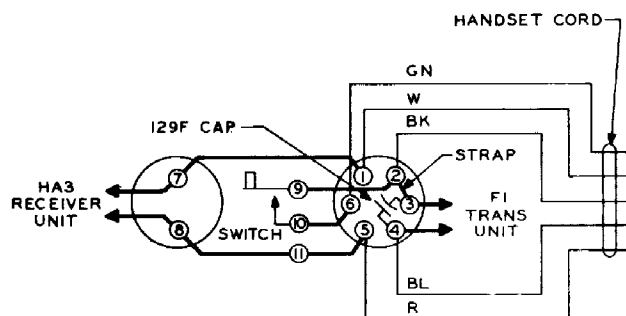 HANDSET CORD
GN
W
BK
129F CAP.
STRAP
1
2
7
9
3
6
HA3
RECEIVER
UNIT
F1
TRANS
UNIT
10
5
4
8
SWITCH
11
BL
R